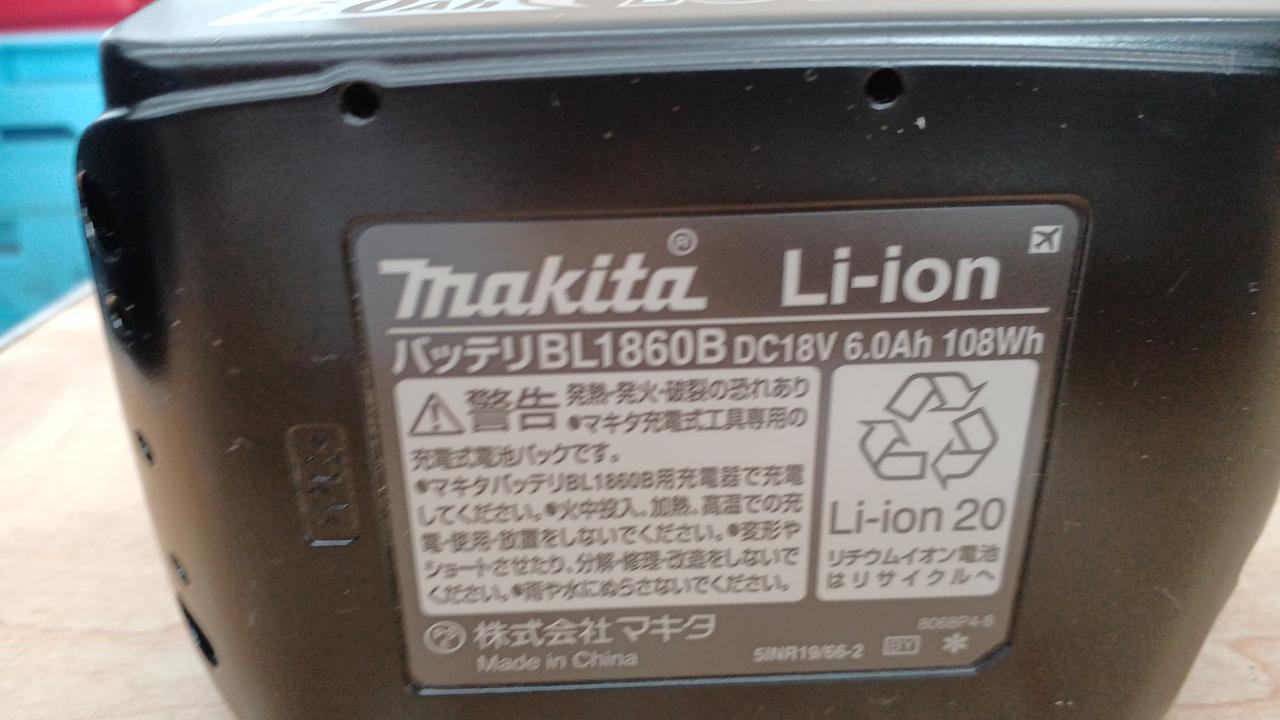 6.0Ah
makita® Li-ion
バッテリBL1860B DC18V 6.0Ah 108Wh
警告 発熱・発火・破裂の恐れあり
●マキタ充電式工具専用の
充電式電池パックです。
●マキタバッテリBL1860B用充電器で充電
してください。●火中投入、加熱、高温での充
電・使用・放置をしないでください。●変形や
ショートさせたり、分解・修理・改造をしないで
ください。●雨や水にぬらさないでください。
Li-ion 20
リチウムイオン電池
はリサイクルへ
PSE 株式会社マキタ
Made in China
8068P4-8
5INR19/66-2 BY *